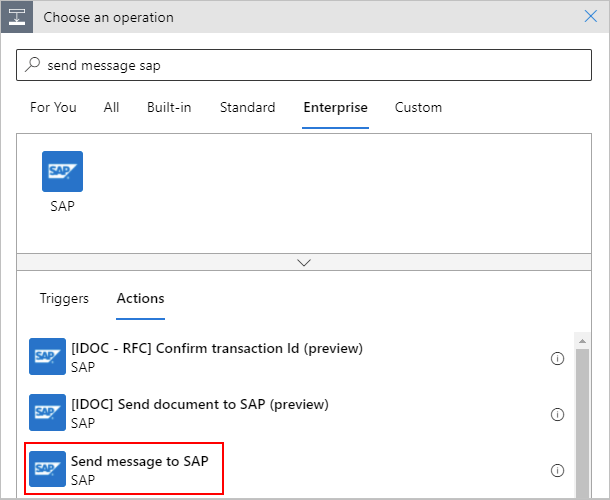 Choose an operation
send message sap
For You All Built-in Standard Enterprise Custom
SAP
SAP
Triggers Actions
SAP
[IDOC - RFC] Confirm transaction Id (preview)
SAP
SAP
[IDOC] Send document to SAP (preview)
SAP
SAP
Send message to SAP
SAP